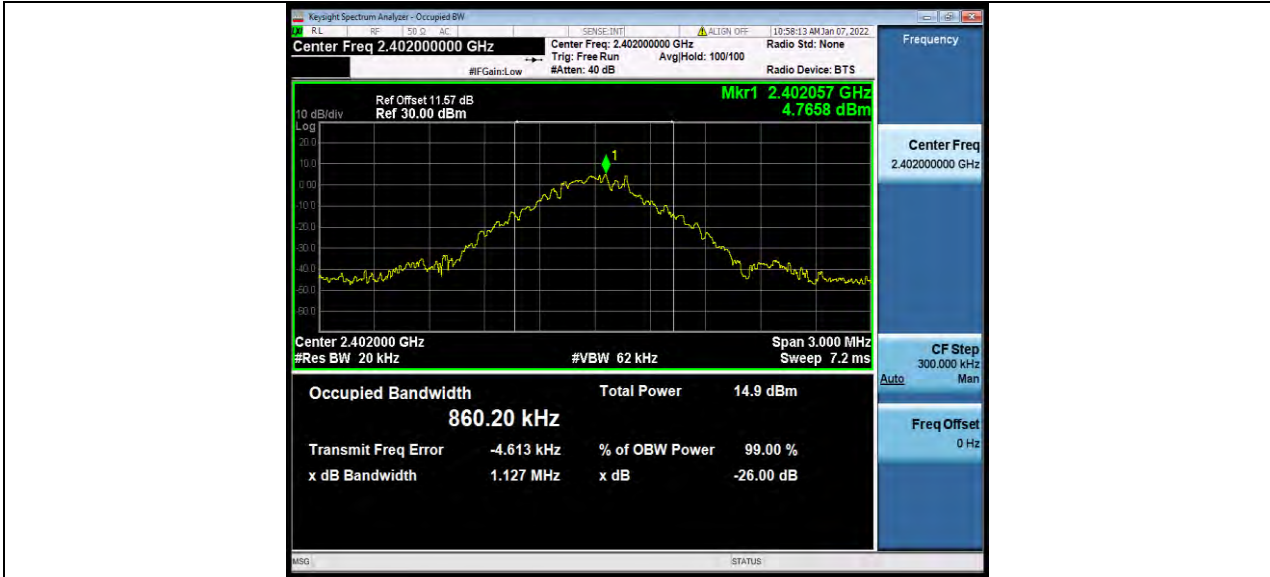 Keysight Spectrum Analyzer - Occupied BW
RL RF 50 Ω AC SENSE:INT ALIGN OFF 10:58:13 AM Jan 07, 2022
Center Freq 2.402000000 GHz Center Freq: 2.402000000 GHz Radio Std: None
Trig: Free Run Avg|Hold: 100/100
#IFGain:Low #Atten: 40 dB Radio Device: BTS
Frequency
Mkr1 2.402057 GHz
4.7658 dBm
Ref Offset 11.57 dB
10 dB/div Ref 30.00 dBm
Log
20.0
10.0
0.00
-10.0
-20.0
-30.0
-40.0
-50.0
-60.0
1
Center Freq
2.402000000 GHz
Center 2.402000 GHz Span 3.000 MHz
#Res BW 20 kHz #VBW 62 kHz Sweep 7.2 ms
CF Step
300.000 kHz
Auto Man
Occupied Bandwidth Total Power 14.9 dBm
860.20 kHz
Freq Offset
0 Hz
Transmit Freq Error -4.613 kHz % of OBW Power 99.00 %
x dB Bandwidth 1.127 MHz x dB -26.00 dB
MSG STATUS